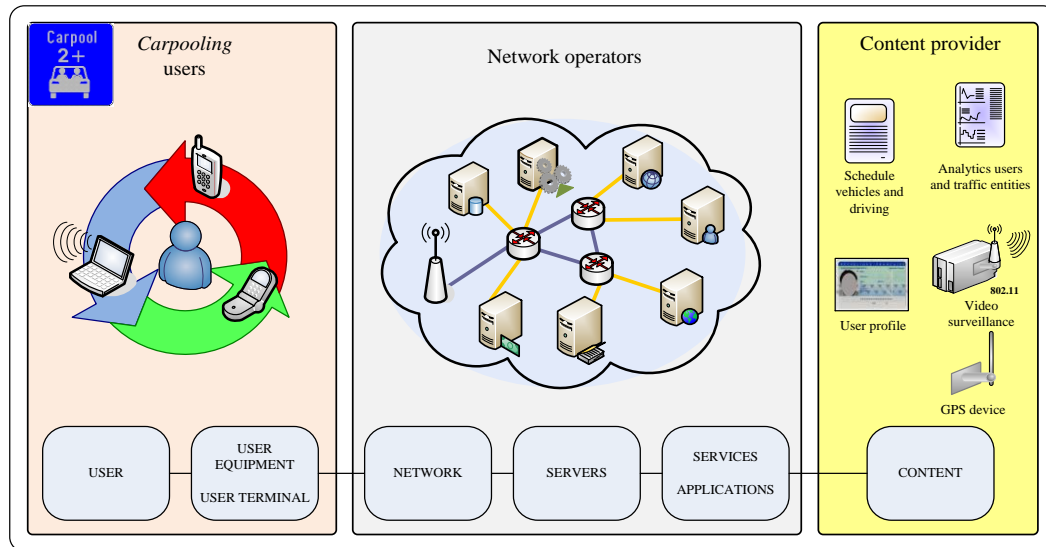 Carpool
2+
Carpooling
users
Network operators
Content provider
Schedule
vehicles and
driving
Analytics users
and traffic entities
User profile
802.11
Video
surveillance
GPS device
USER
USER
EQUIPMENT
USER TERMINAL
NETWORK
SERVERS
SERVICES
APPLICATIONS
CONTENT